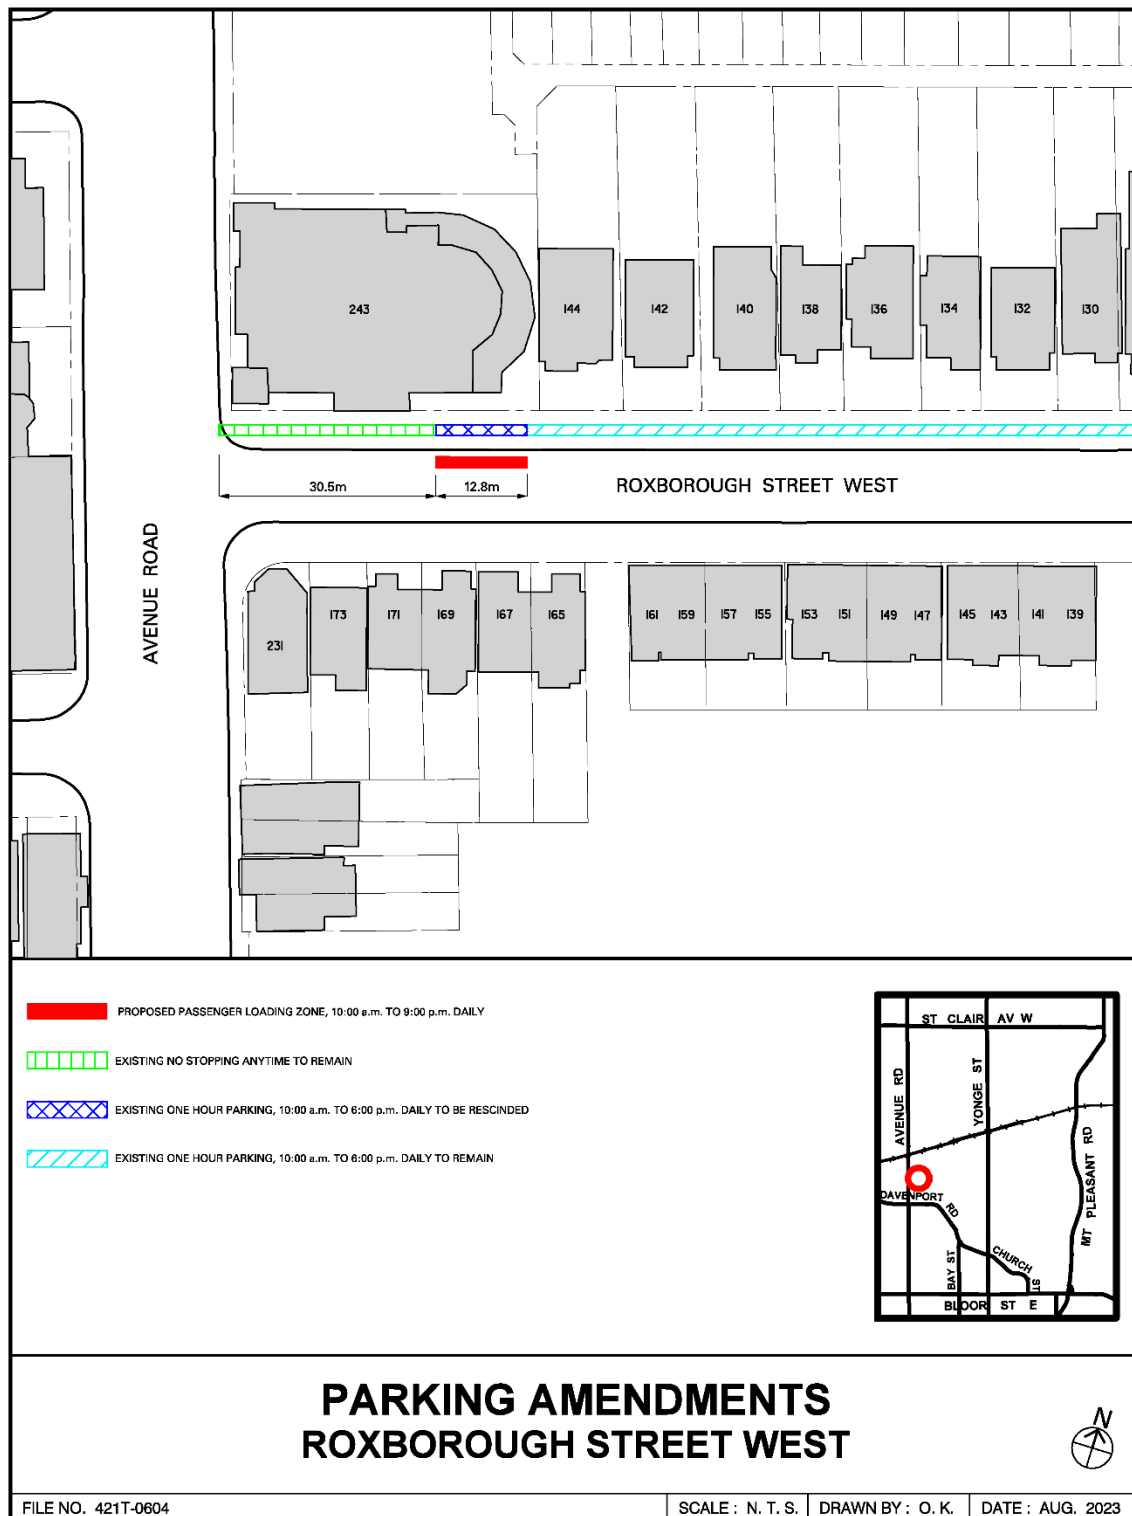 243
144
142
140
138
136
134
132
130
30.5m
12.8m
ROXBOROUGH STREET WEST
AVENUE ROAD
231
173
171
169
167
165
161
159
157
155
153
151
149
147
145
143
141
139
PROPOSED PASSENGER LOADING ZONE, 10:00 a.m. TO 9:00 p.m. DAILY
EXISTING NO STOPPING ANYTIME TO REMAIN
EXISTING ONE HOUR PARKING, 10:00 a.m. TO 6:00 p.m. DAILY TO BE RESCINDED
EXISTING ONE HOUR PARKING, 10:00 a.m. TO 6:00 p.m. DAILY TO REMAIN
ST CLAIR AV W
AVENUE RD
YONGE ST
MT PLEASANT RD
DAVENPORT RD
BAY ST
CHURCH ST
BLOOR ST E
PARKING AMENDMENTS
ROXBOROUGH STREET WEST
N
FILE NO. 421T-0604
SCALE : N. T. S.
DRAWN BY : O. K.
DATE : AUG. 2023